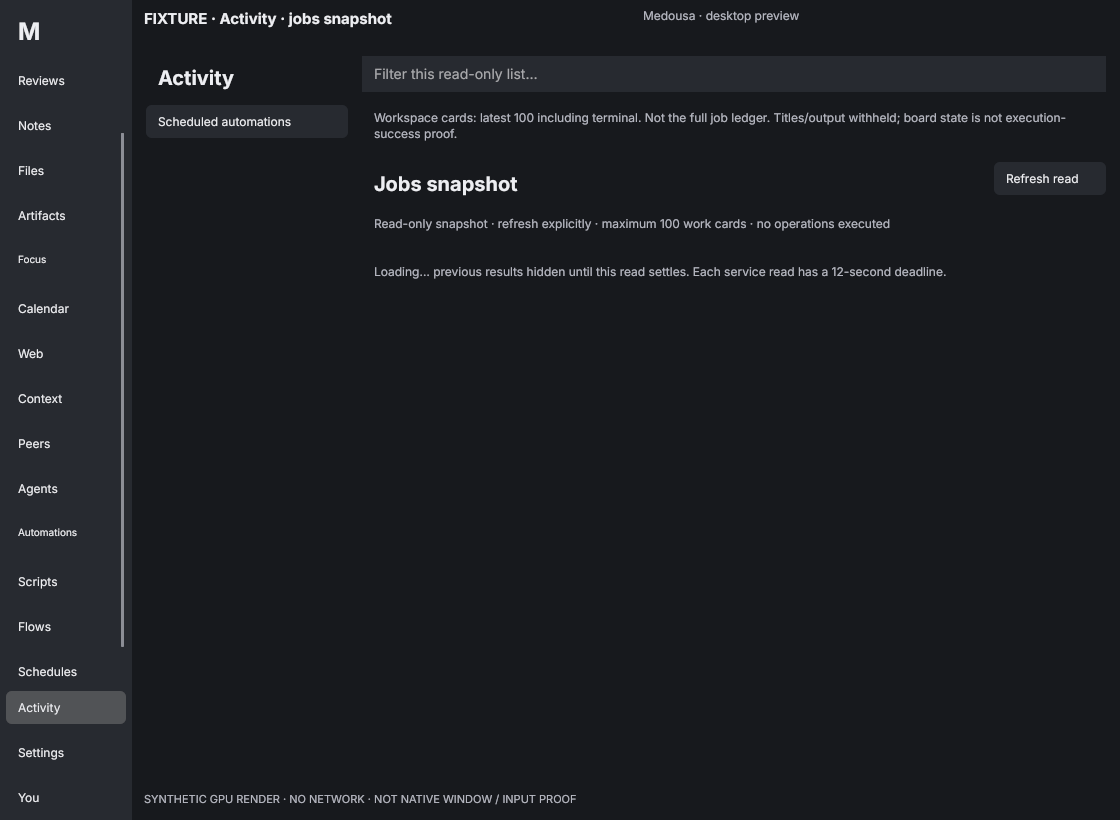 M
Reviews
Notes
Files
Artifacts
Focus
Calendar
Web
Context
Peers
Agents
Automations
Scripts
Flows
Schedules
Activity
Settings
You
FIXTURE · Activity · jobs snapshot
Medousa · desktop preview
Activity
Scheduled automations
Filter this read-only list...
Workspace cards: latest 100 including terminal. Not the full job ledger. Titles/output withheld; board state is not execution-
success proof.
Jobs snapshot
Refresh read
Read-only snapshot · refresh explicitly · maximum 100 work cards · no operations executed
Loading... previous results hidden until this read settles. Each service read has a 12-second deadline.
SYNTHETIC GPU RENDER · NO NETWORK · NOT NATIVE WINDOW / INPUT PROOF